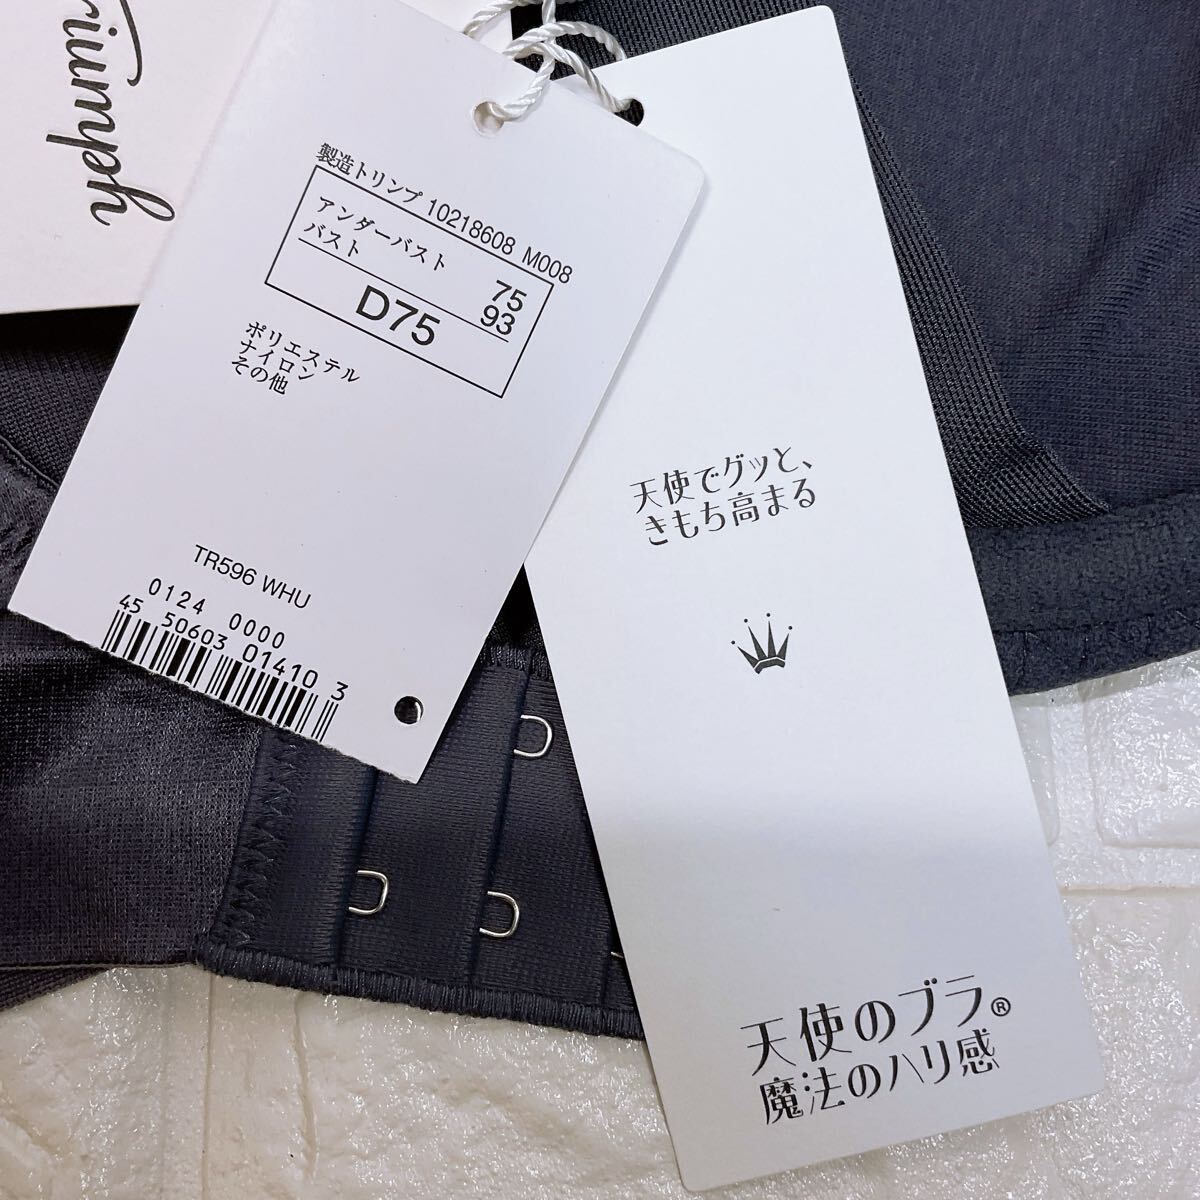 Triumph
製造トリンプ 10218608 M008
アンダーバスト 75
バスト 93
D75
ポリエステル
ナイロン
その他
TR596 WHU
0124 0000
45 50603 01410 3
天使でグッと、
きもち高まる
天使のブラ®
魔法のハリ感